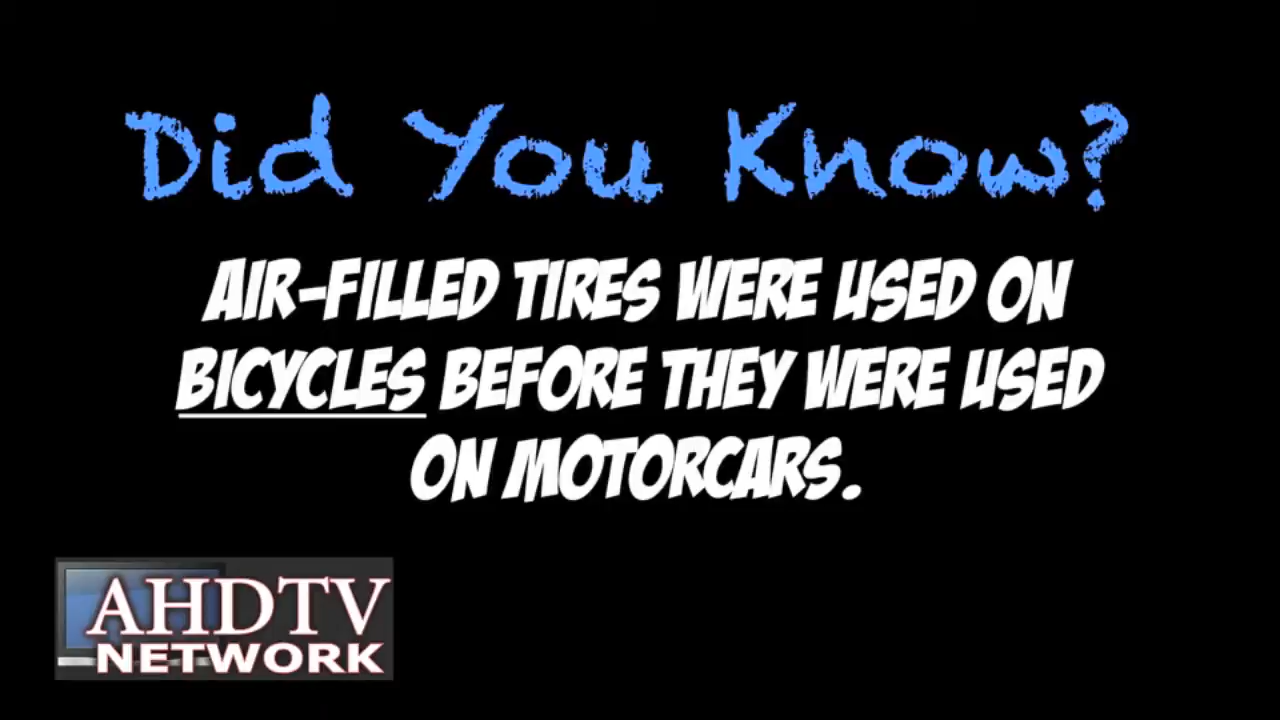 Did You Know?
AIR-FILLED TIRES WERE USED ON
BICYCLES BEFORE THEY WERE USED
ON MOTORCARS.
AHDTV
NETWORK